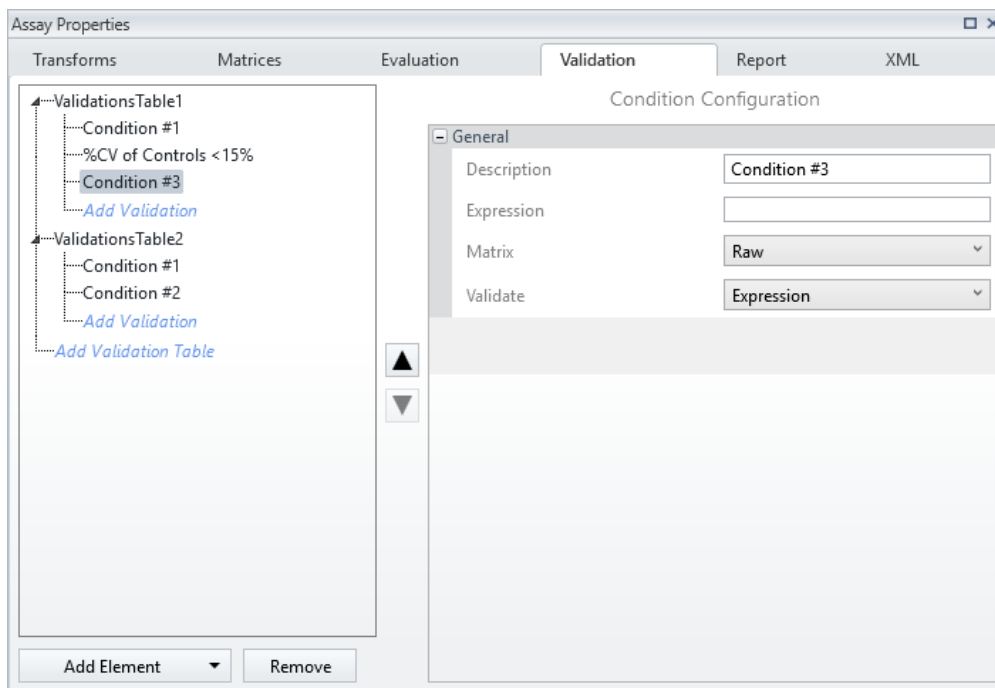 Assay Properties
Transforms Matrices Evaluation Validation Report XML
ValidationsTable1
Condition #1
%CV of Controls <15%
Condition #3
Add Validation
ValidationsTable2
Condition #1
Condition #2
Add Validation
Add Validation Table
Add Element Remove
Condition Configuration
General
Description Condition #3
Expression
Matrix Raw
Validate Expression